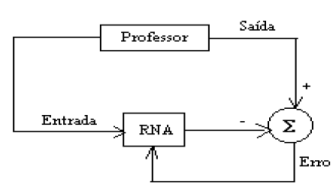 Saída
Professor
+
Entrada
RNA
-
Σ
Erro